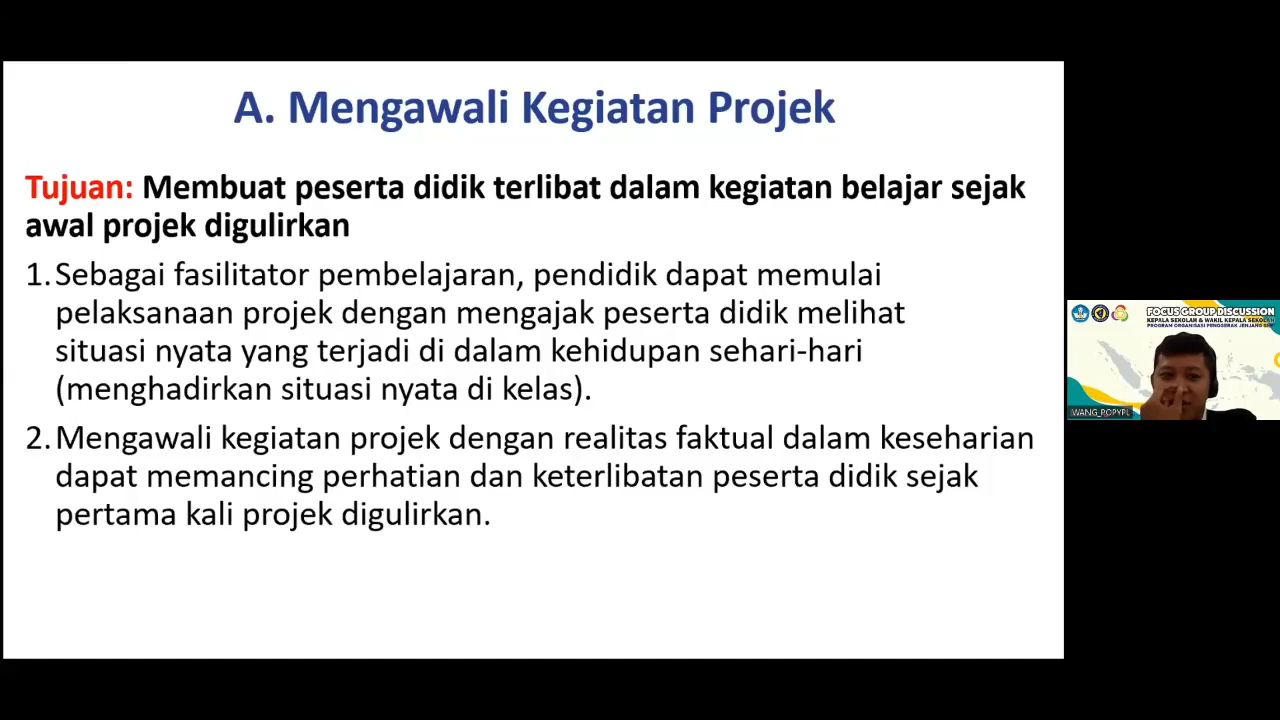 A. Mengawali Kegiatan Projek
Tujuan: Membuat peserta didik terlibat dalam kegiatan belajar sejak
awal projek digulirkan
1. Sebagai fasilitator pembelajaran, pendidik dapat memulai
pelaksanaan projek dengan mengajak peserta didik melihat
situasi nyata yang terjadi di dalam kehidupan sehari-hari
(menghadirkan situasi nyata di kelas).
2. Mengawali kegiatan projek dengan realitas faktual dalam keseharian
dapat memancing perhatian dan keterlibatan peserta didik sejak
pertama kali projek digulirkan.
FOCUS GROUP DISCUSSION
KEPALA SEKOLAH & WAKIL KEPALA SEKOLAH
PROGRAM ORGANISASI PENGGERAK JENJANG